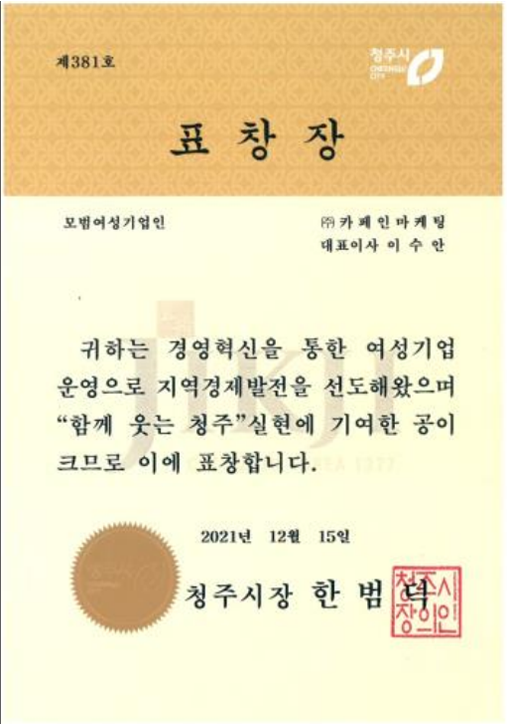 제381호
청주시
CHEONGJU
CITY
표 창 장
모범여성기업인
㈜카페인마케팅
대표이사 이 수 안
귀하는 경영혁신을 통한 여성기업
운영으로 지역경제발전을 선도해왔으며
“함께 웃는 청주”실현에 기여한 공이
크므로 이에 표창합니다.
jikji
2021년 12월 15일
청주시장 한 범 덕
청주시
장의인